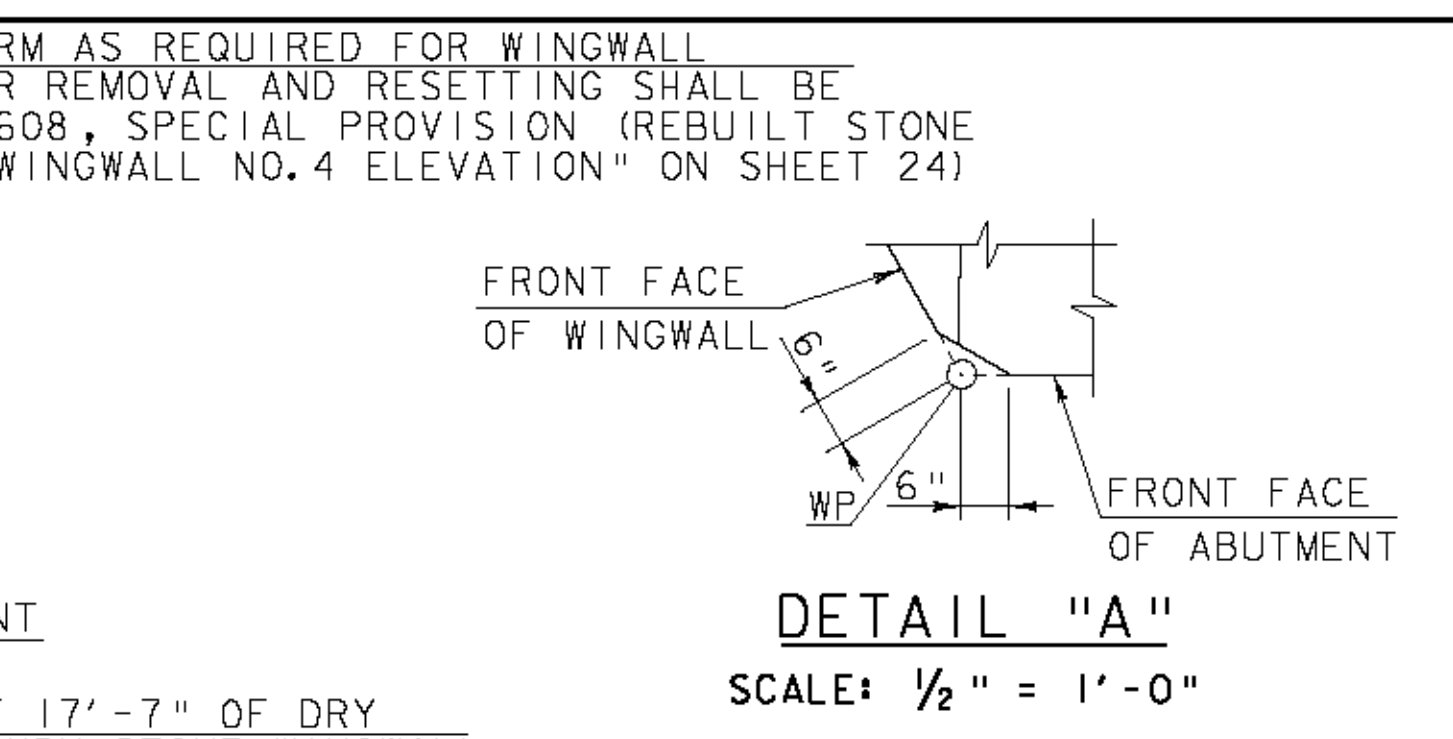 AS REQUIRED FOR WINGWALL
REMOVAL AND RESETTING SHALL BE
608, SPECIAL PROVISION (REBUILT STONE
WINGWALL NO. 4 ELEVATION" ON SHEET 24)
FRONT FACE
OF WINGWALL
6"
WP
6"
FRONT FACE
OF ABUTMENT
DETAIL "A"
SCALE: 1/2" = 1'-0"
17'-7" OF DRY